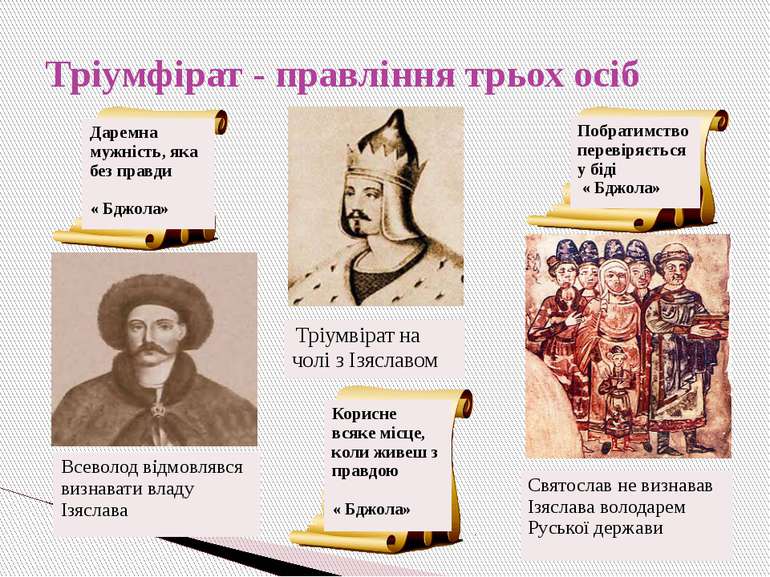 Тріумфірат - правління трьох осіб
Даремна
мужність, яка
без правди
« Бджола»
Побратимство
перевіряється
у біді
« Бджола»
Тріумвірат на
чолі з Ізяславом
Корисне
всяке місце,
коли живеш з
правдою
« Бджола»
Всеволод відмовлявся
визнавати владу
Ізяслава
Святослав не визнавав
Ізяслава володарем
Руської держави